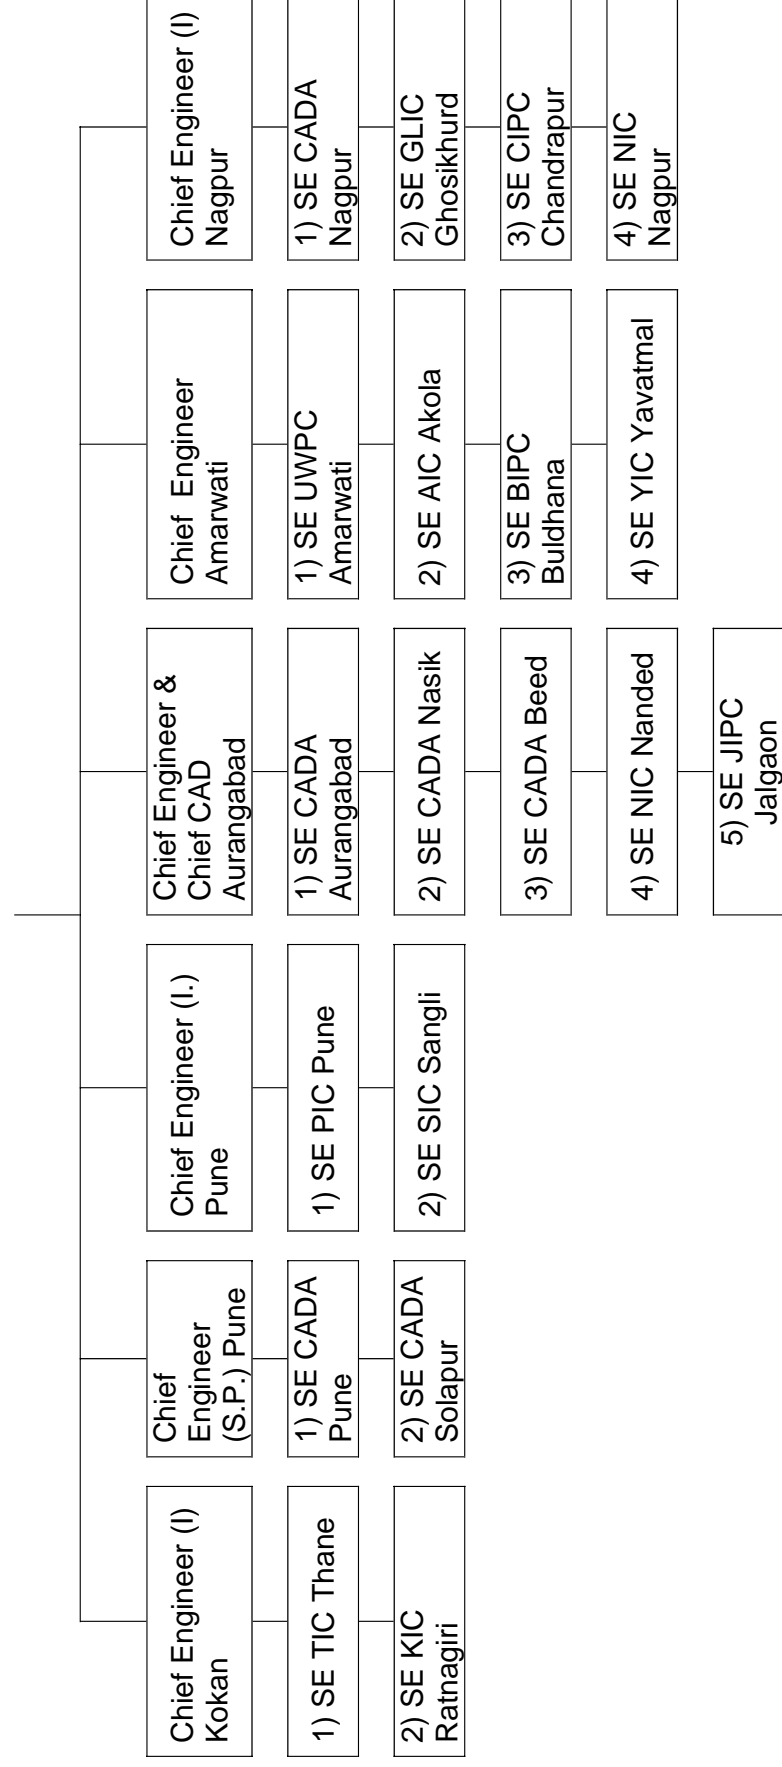 Chief Engineer (I)
Kokan
1) SE TIC Thane
2) SE KIC
Ratnagiri
Chief
Engineer
(S.P.) Pune
1) SE CADA
Pune
2) SE CADA
Solapur
Chief Engineer (I.)
Pune
1) SE PIC Pune
2) SE SIC Sangli
Chief Engineer &
Chief CAD
Aurangabad
1) SE CADA
Aurangabad
2) SE CADA Nasik
3) SE CADA Beed
4) SE NIC Nanded
5) SE JIPC
Jalgaon
Chief Engineer
Amarwati
1) SE UWPC
Amarwati
2) SE AIC Akola
3) SE BIPC
Buldhana
4) SE YIC Yavatmal
Chief Engineer (I)
Nagpur
1) SE CADA
Nagpur
2) SE GLIC
Ghosikhurd
3) SE CIPC
Chandrapur
4) SE NIC
Nagpur